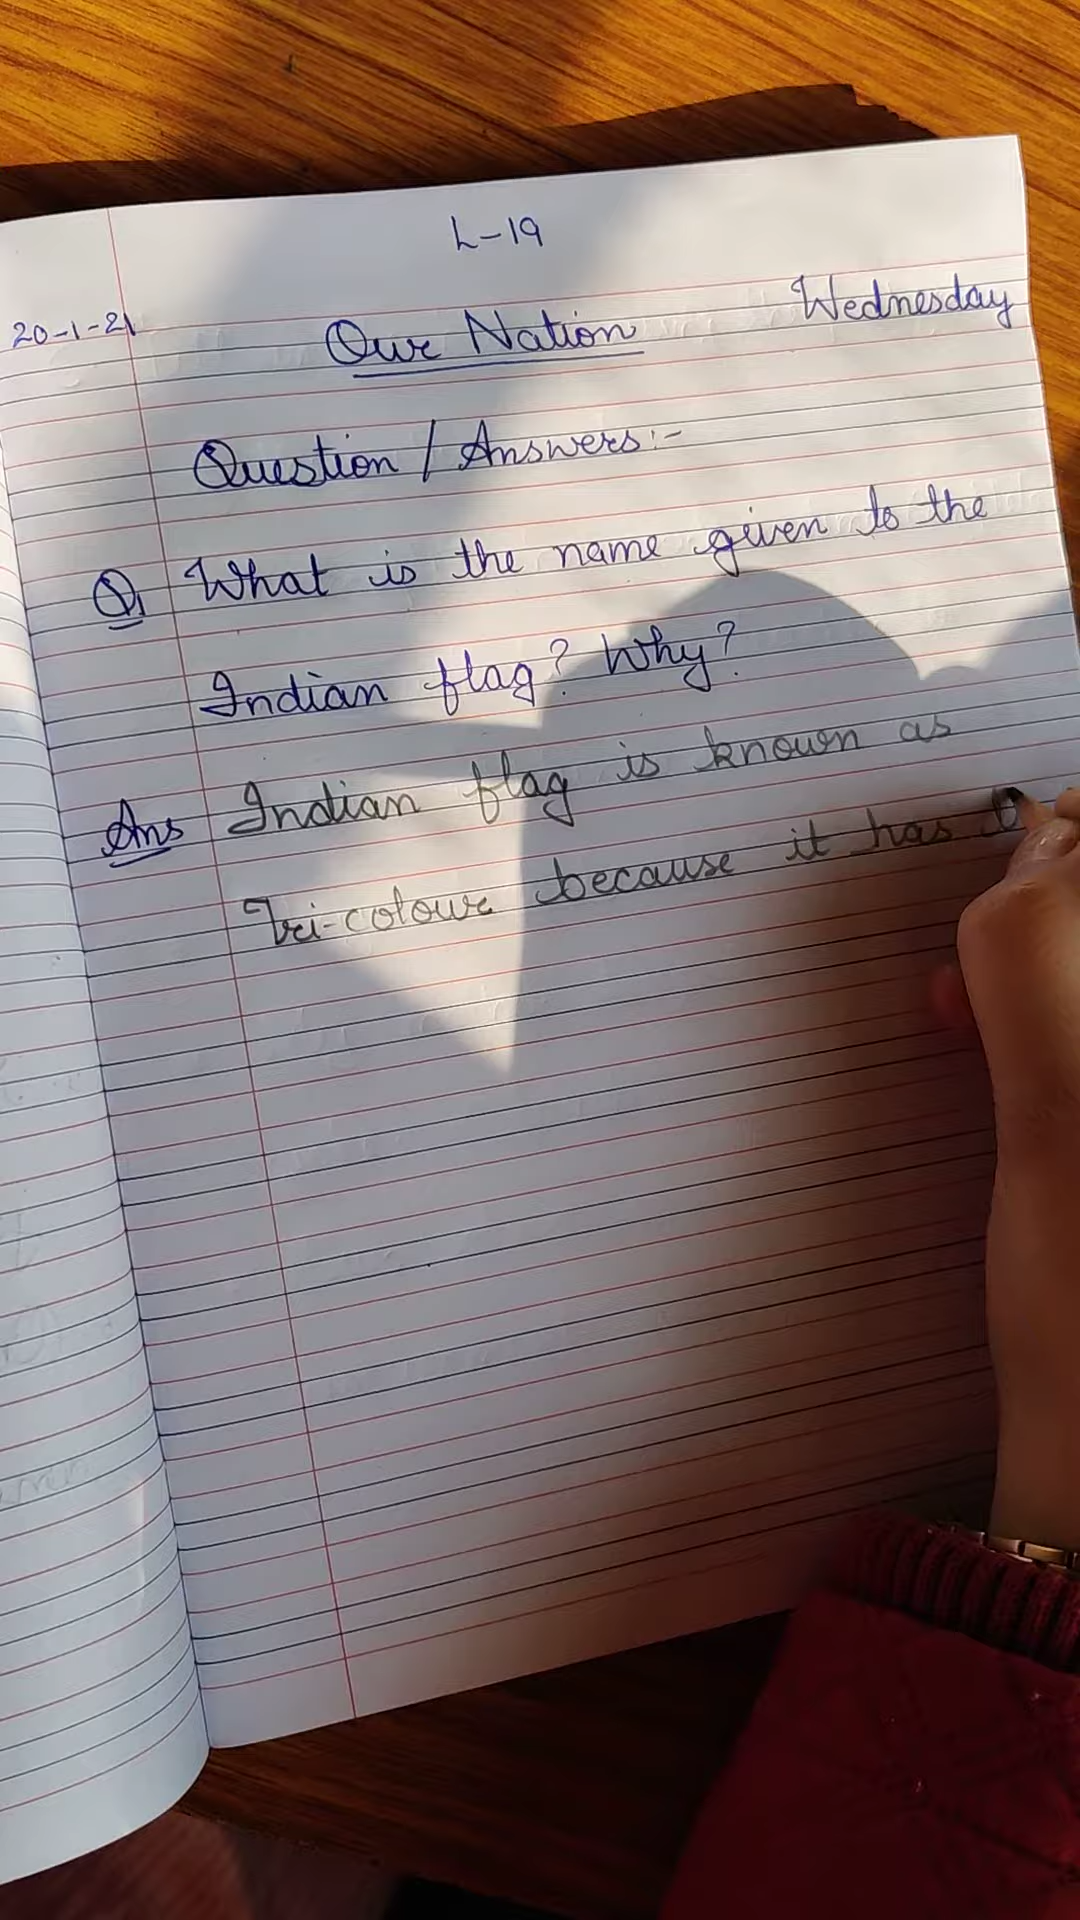 L-19
20-1-21
Our Nation
Wednesday
Question / Answers:-
Q1 What is the name given to the
Indian flag? Why?
Ans Indian flag is known as
Tri-colour because it has